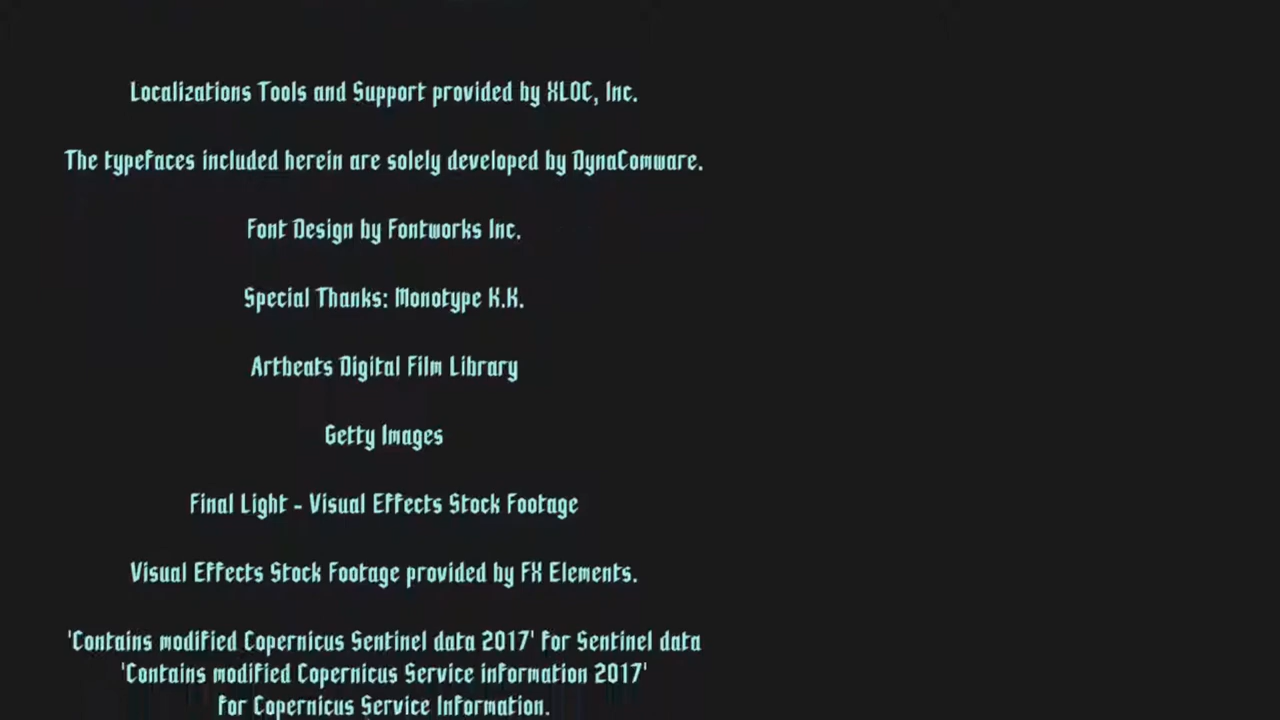 Localizations Tools and Support provided by XLOC, Inc.
The typefaces included herein are solely developed by DynaComware.
Font Design by Fontworks Inc.
Special Thanks: Monotype K.K.
Artbeats Digital Film Library
Getty Images
Final Light - Visual Effects Stock Footage
Visual Effects Stock Footage provided by FX Elements.
'Contains modified Copernicus Sentinel data 2017' for Sentinel data
'Contains modified Copernicus Service information 2017'
for Copernicus Service Information.